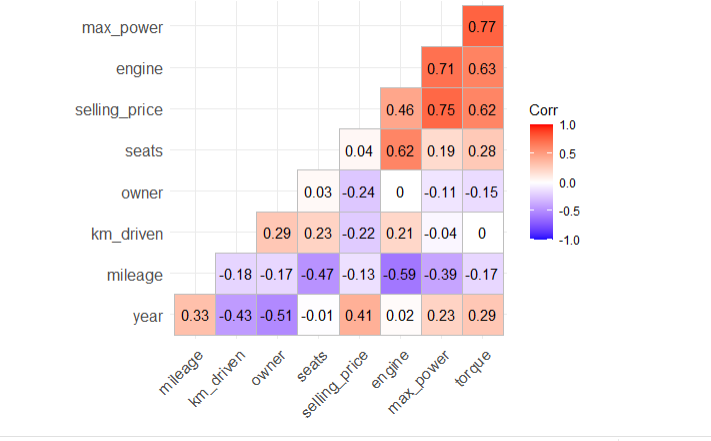 max_power 0.77
engine 0.71 0.63
selling_price 0.46 0.75 0.62
seats 0.04 0.62 0.19 0.28
owner 0.03 -0.24 0 -0.11 -0.15
km_driven 0.29 0.23 -0.22 0.21 -0.04 0
mileage -0.18 -0.17 -0.47 -0.13 -0.59 -0.39 -0.17
year 0.33 -0.43 -0.51 -0.01 0.41 0.02 0.23 0.29
mileage
km_driven
owner
seats
selling_price
engine
max_power
torque
Corr
1.0
0.5
0.0
-0.5
-1.0